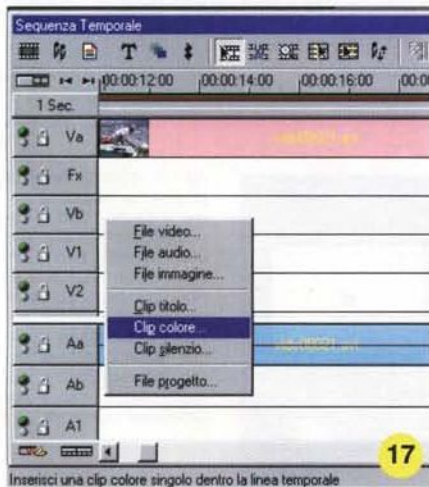 Sequenza Temporale
T
00:00:12:00 00:00:14:00 00:00:16:00 00:0
1 Sec.
Va
Fx
Vb
V1
V2
Aa
Ab
A1
File video...
File audio...
File immagine...
Clip titolo...
Clip colore...
Clip silenzio...
File progetto...
17
Inserisci una clip colore singolo dentro la linea temporale